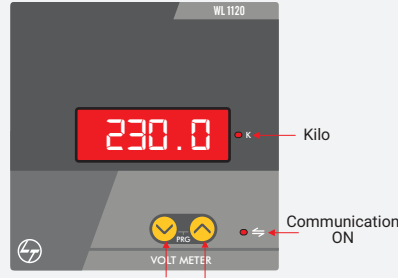 WL 1120
230.0
K
Kilo
Communication
ON
PRG
VOLT METER